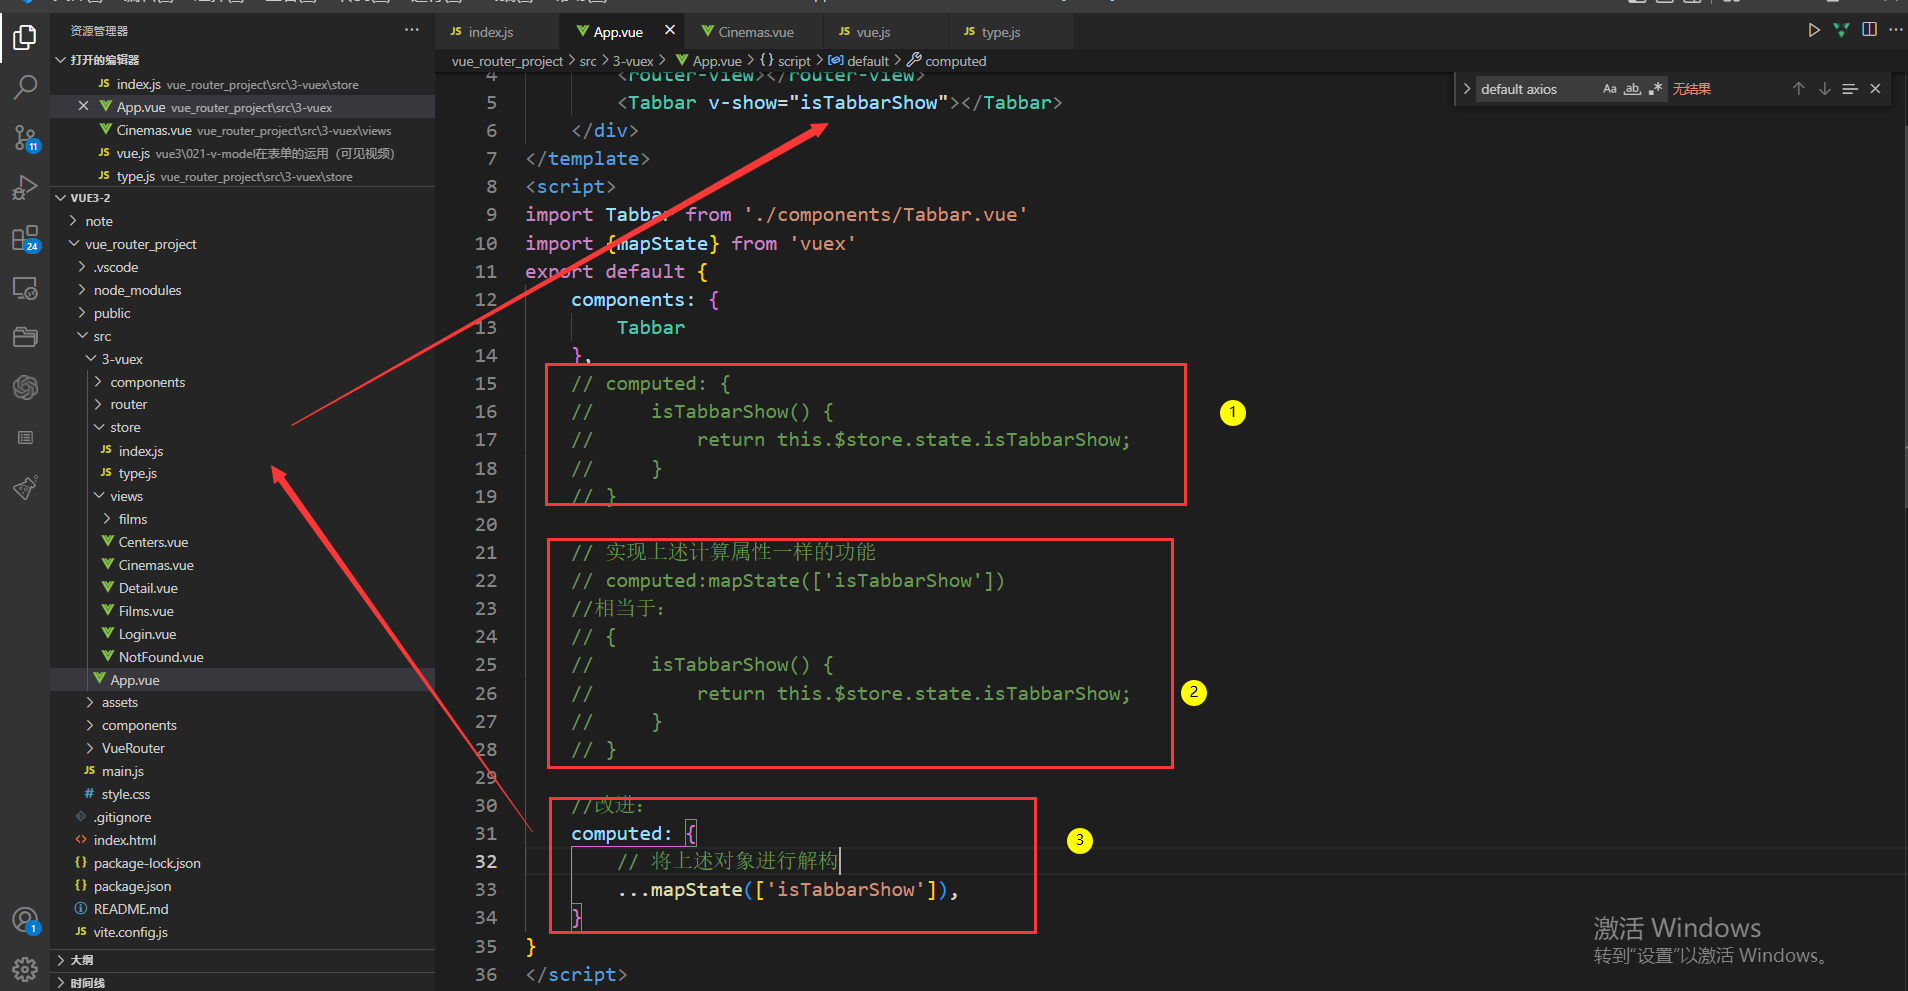 资源管理器
打开的编辑器
JS index.js vue_router_project\src\3-vuex\store
App.vue vue_router_project\src\3-vuex
Cinemas.vue vue_router_project\src\3-vuex\views
JS vue.js vue3\021-v-model在表单的运用（可见视频）
JS type.js vue_router_project\src\3-vuex\store
VUE3-2
note
vue_router_project
.vscode
node_modules
public
src
3-vuex
components
router
store
JS index.js
JS type.js
views
films
Centers.vue
Cinemas.vue
Detail.vue
Films.vue
Login.vue
NotFound.vue
App.vue
assets
components
VueRouter
JS main.js
# style.css
.gitignore
<> index.html
{} package-lock.json
{} package.json
README.md
JS vite.config.js
大纲
时间线
11
24
1
JS index.js
App.vue
Cinemas.vue
JS vue.js
JS type.js
vue_router_project > src > 3-vuex > App.vue > {} script > default > computed
default axios
Aa ab
无结果
4 <router-view></router-view>
5 <Tabbar v-show="isTabbarShow"></Tabbar>
6 </div>
7 </template>
8 <script>
9 import Tabbar from './components/Tabbar.vue'
10 import {mapState} from 'vuex'
11 export default {
12 components: {
13 Tabbar
14 },
15 // computed: {
16 // isTabbarShow() {
17 // return this.$store.state.isTabbarShow;
18 // }
19 // }
20
21 // 实现上述计算属性一样的功能
22 // computed:mapState(['isTabbarShow'])
23 //相当于:
24 // {
25 // isTabbarShow() {
26 // return this.$store.state.isTabbarShow;
27 // }
28 // }
29
30 //改进:
31 computed: {
32 // 将上述对象进行解构
33 ...mapState(['isTabbarShow']),
34 }
35 }
36 </script>
1
2
3
激活 Windows
转到“设置”以激活 Windows。